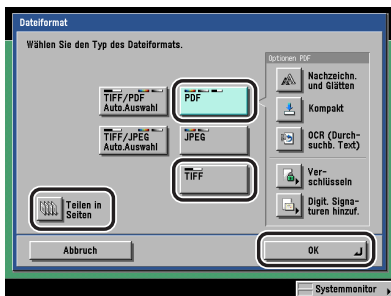 Dateiformat
Wählen Sie den Typ des Dateiformats.
Optionen PDF
TIFF/PDF
Auto.Auswahl
PDF
Nachzeichn.
und Glätten
Kompakt
TIFF/JPEG
Auto.Auswahl
JPEG
OCR (Durch-
suchb. Text)
TIFF
Ver-
schlüsseln
Teilen in
Seiten
Digit. Signa-
turen hinzuf.
Abbruch
OK
Systemmonitor